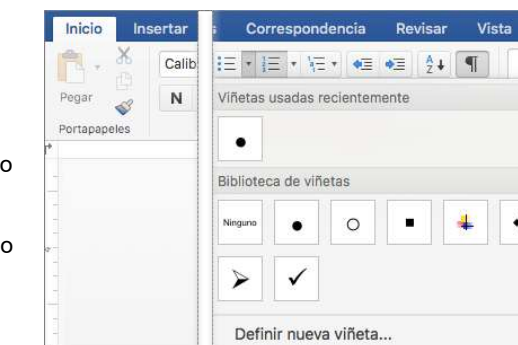 Inicio Insertar s Correspondencia Revisar Vista
Calib
A Z
Pegar N
Portapapeles
Viñetas usadas recientemente
o
Biblioteca de viñetas
Ninguno
o
Definir nueva viñeta...